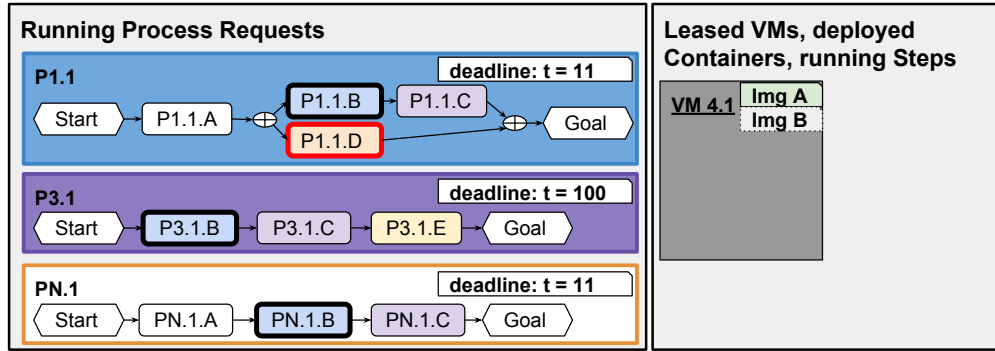 Running Process Requests
P1.1
deadline: t = 11
Start
P1.1.A
P1.1.B
P1.1.C
P1.1.D
Goal
P3.1
deadline: t = 100
Start
P3.1.B
P3.1.C
P3.1.E
Goal
PN.1
deadline: t = 11
Start
PN.1.A
PN.1.B
PN.1.C
Goal
Leased VMs, deployed
Containers, running Steps
VM 4.1
Img A
Img B